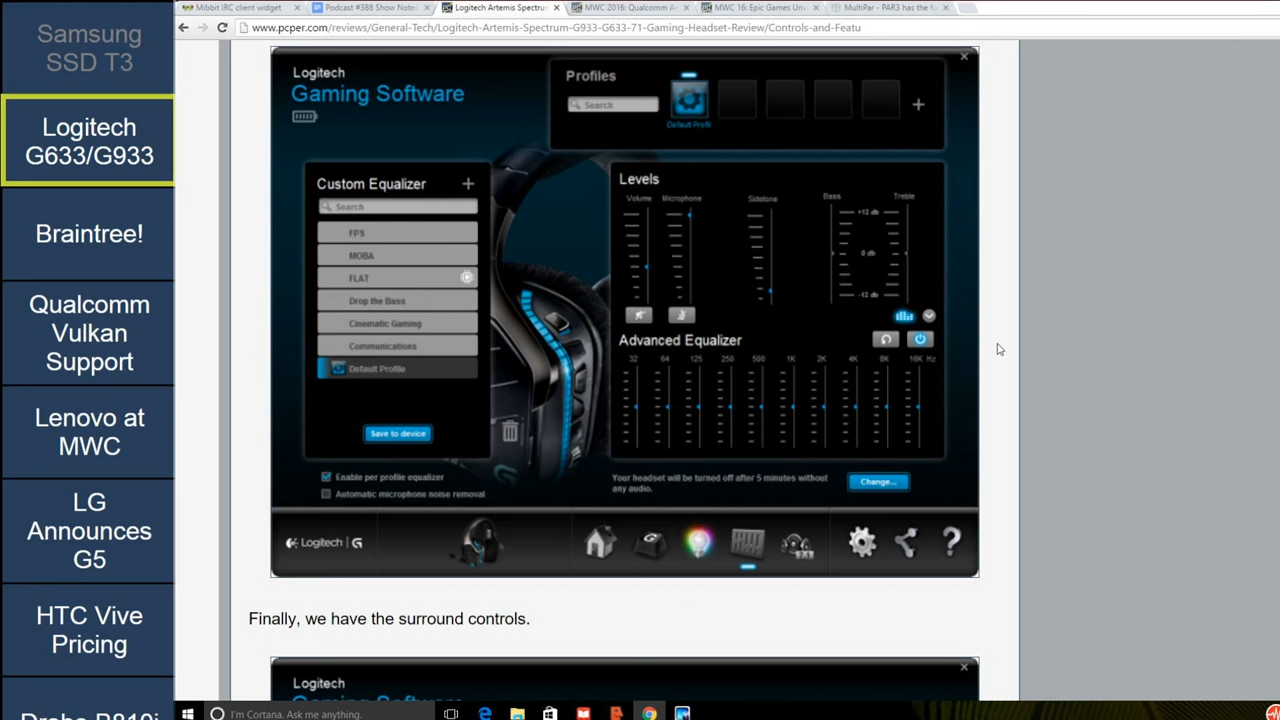 Mibbit IRC client widget
Podcast #388 Show Note
Logitech Artemis Spectrum
MWC 2016: Qualcomm A
MWC 16: Epic Games Un
MultiPar - PAR3 has the f
www.pcper.com/reviews/General-Tech/Logitech-Artemis-Spectrum-G933-G633-71-Gaming-Headset-Review/Controls-and-Featu
Samsung
SSD T3
Logitech
G633/G933
Braintree!
Qualcomm
Vulkan
Support
Lenovo at
MWC
LG
Announces
G5
HTC Vive
Pricing
Logitech
Gaming Software
Profiles
Search
Default Profil
Custom Equalizer
Search
FPS
MOBA
FLAT
Drop the Bass
Cinematic Gaming
Communications
Default Profile
Save to device
Enable per profile equalizer
Automatic microphone noise removal
Levels
Volume Microphone Sidetone Bass Treble
+12 db
0 db
-12 db
Advanced Equalizer
32 64 125 250 500 1K 2K 4K 8K 16K Hz
Your headset will be turned off after 5 minutes without
any audio.
Change...
Logitech G
7.1
Finally, we have the surround controls.
Logitech
I'm Cortana. Ask me anything.